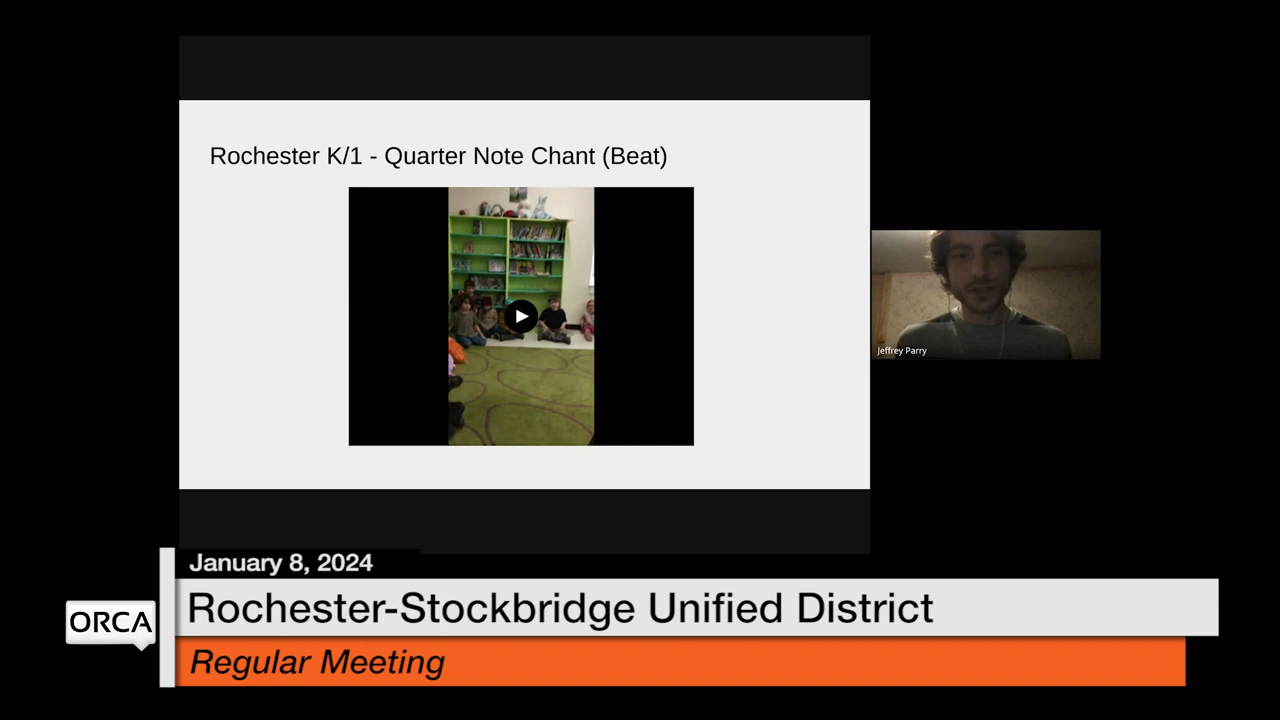 Rochester K/1 - Quarter Note Chant (Beat)
Jeffrey Parry
January 8, 2024
Rochester-Stockbridge Unified District
ORCA
Regular Meeting